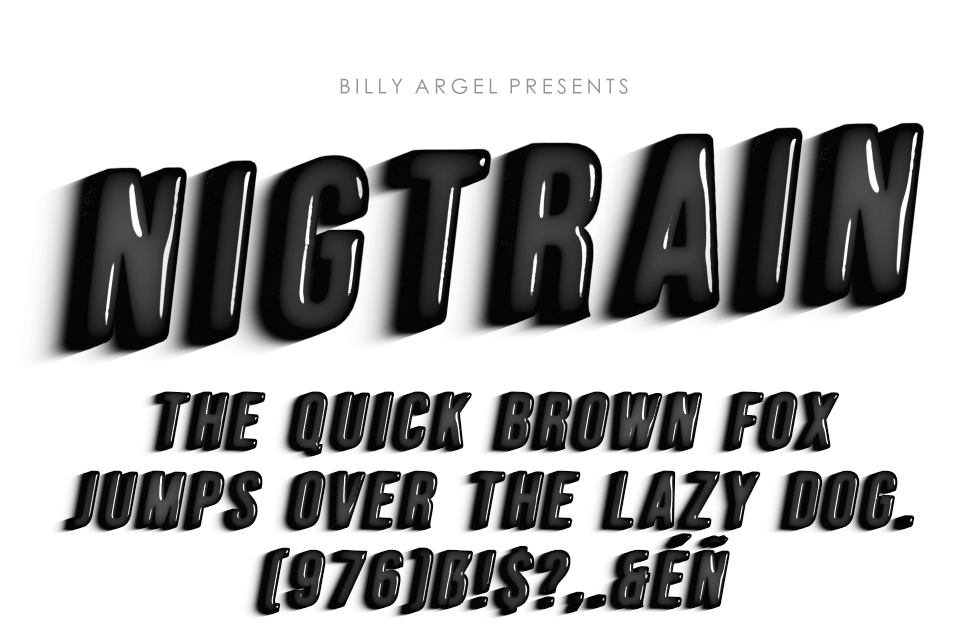 BILLY ARGEL PRESENTS
NIGTRAIN
THE QUICK BROWN FOX
JUMPS OVER THE LAZY DOG.
(976)ß!$?,.&ÉÑ